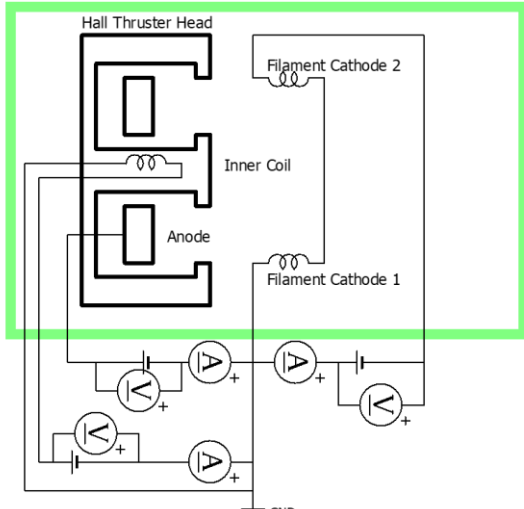 Hall Thruster Head
Filament Cathode 2
Inner Coil
Anode
Filament Cathode 1
A
+
A
+
V
+
V
+
V
+
A
+